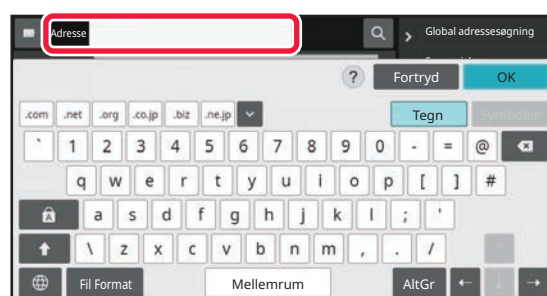 Adresse
Global adressesøgning
? Fortryd OK
.com .net .org .co.jp .biz .ne.jp Tegn Symboler
` 1 2 3 4 5 6 7 8 9 0 - = @
q w e r t y u i o p [ ] #
A a s d f g h j k l ; '
\ z x c v b n m , . /
Fil Format Mellemrum AltGr